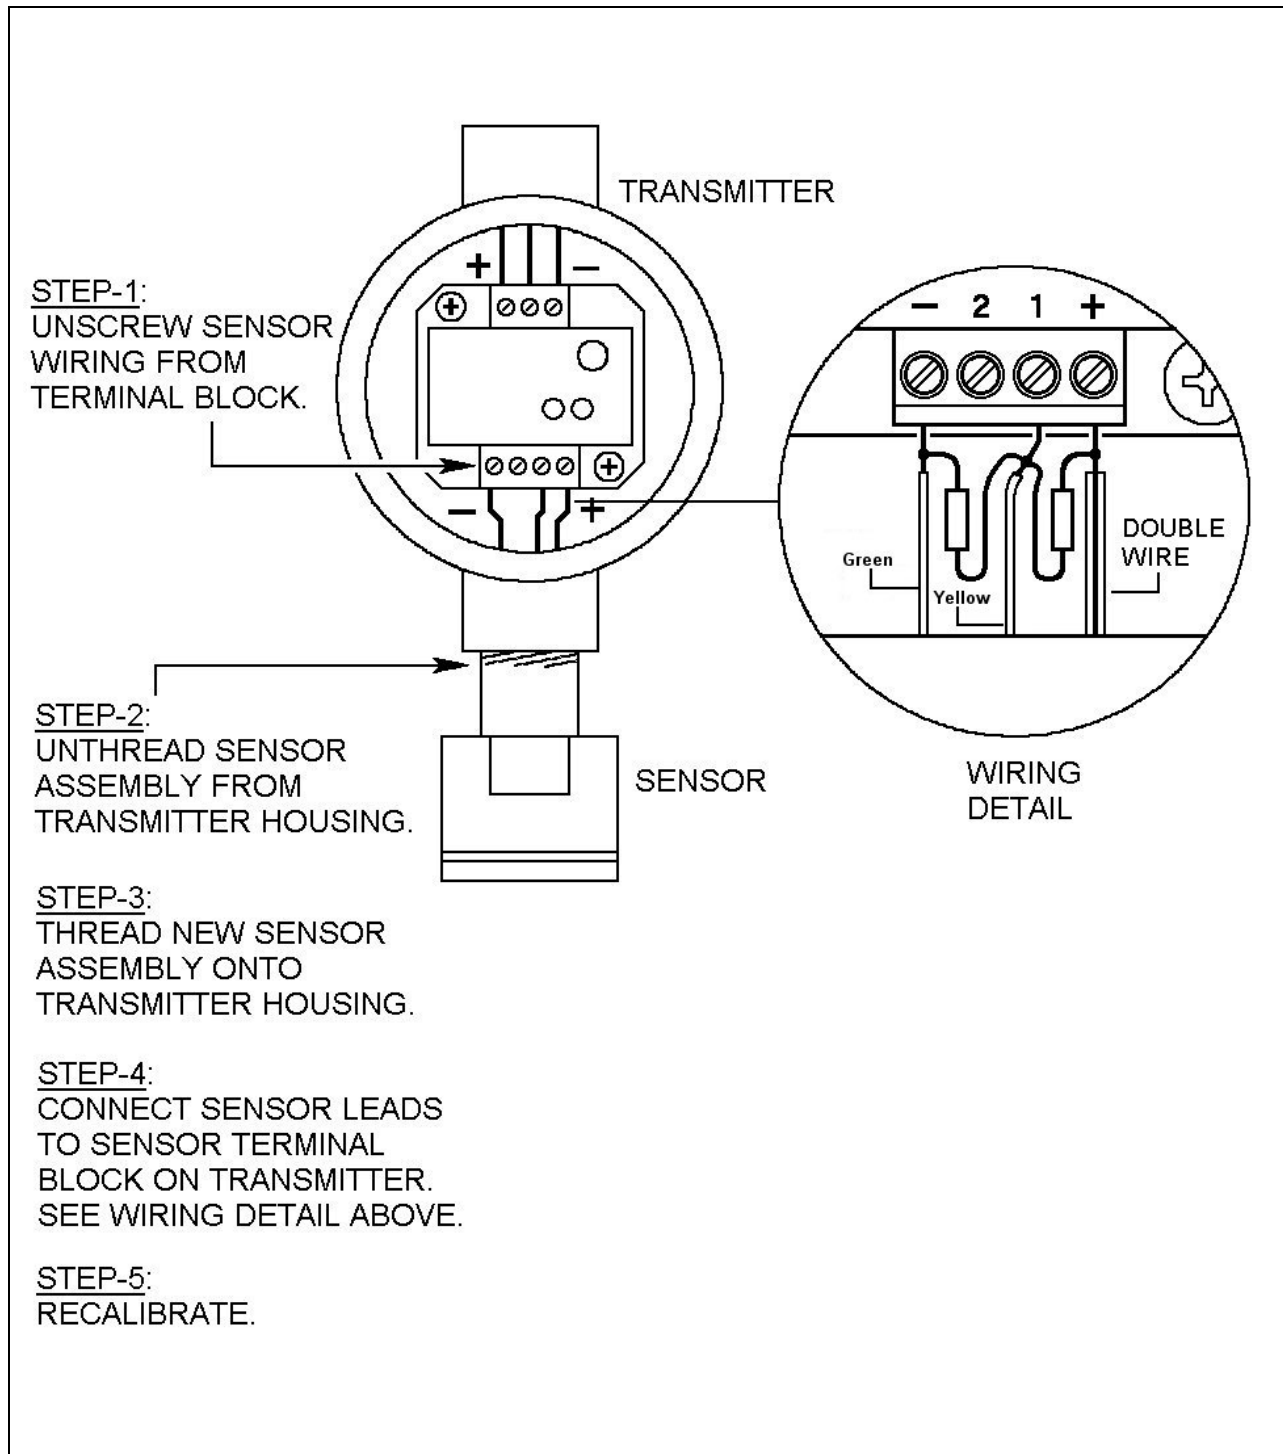 TRANSMITTER
+ −
STEP-1:
UNSCREW SENSOR
WIRING FROM
TERMINAL BLOCK.
− +
− 2 1 +
Green
Yellow
DOUBLE
WIRE
WIRING
DETAIL
STEP-2:
UNTHREAD SENSOR
ASSEMBLY FROM
TRANSMITTER HOUSING.
SENSOR
STEP-3:
THREAD NEW SENSOR
ASSEMBLY ONTO
TRANSMITTER HOUSING.
STEP-4:
CONNECT SENSOR LEADS
TO SENSOR TERMINAL
BLOCK ON TRANSMITTER.
SEE WIRING DETAIL ABOVE.
STEP-5:
RECALIBRATE.